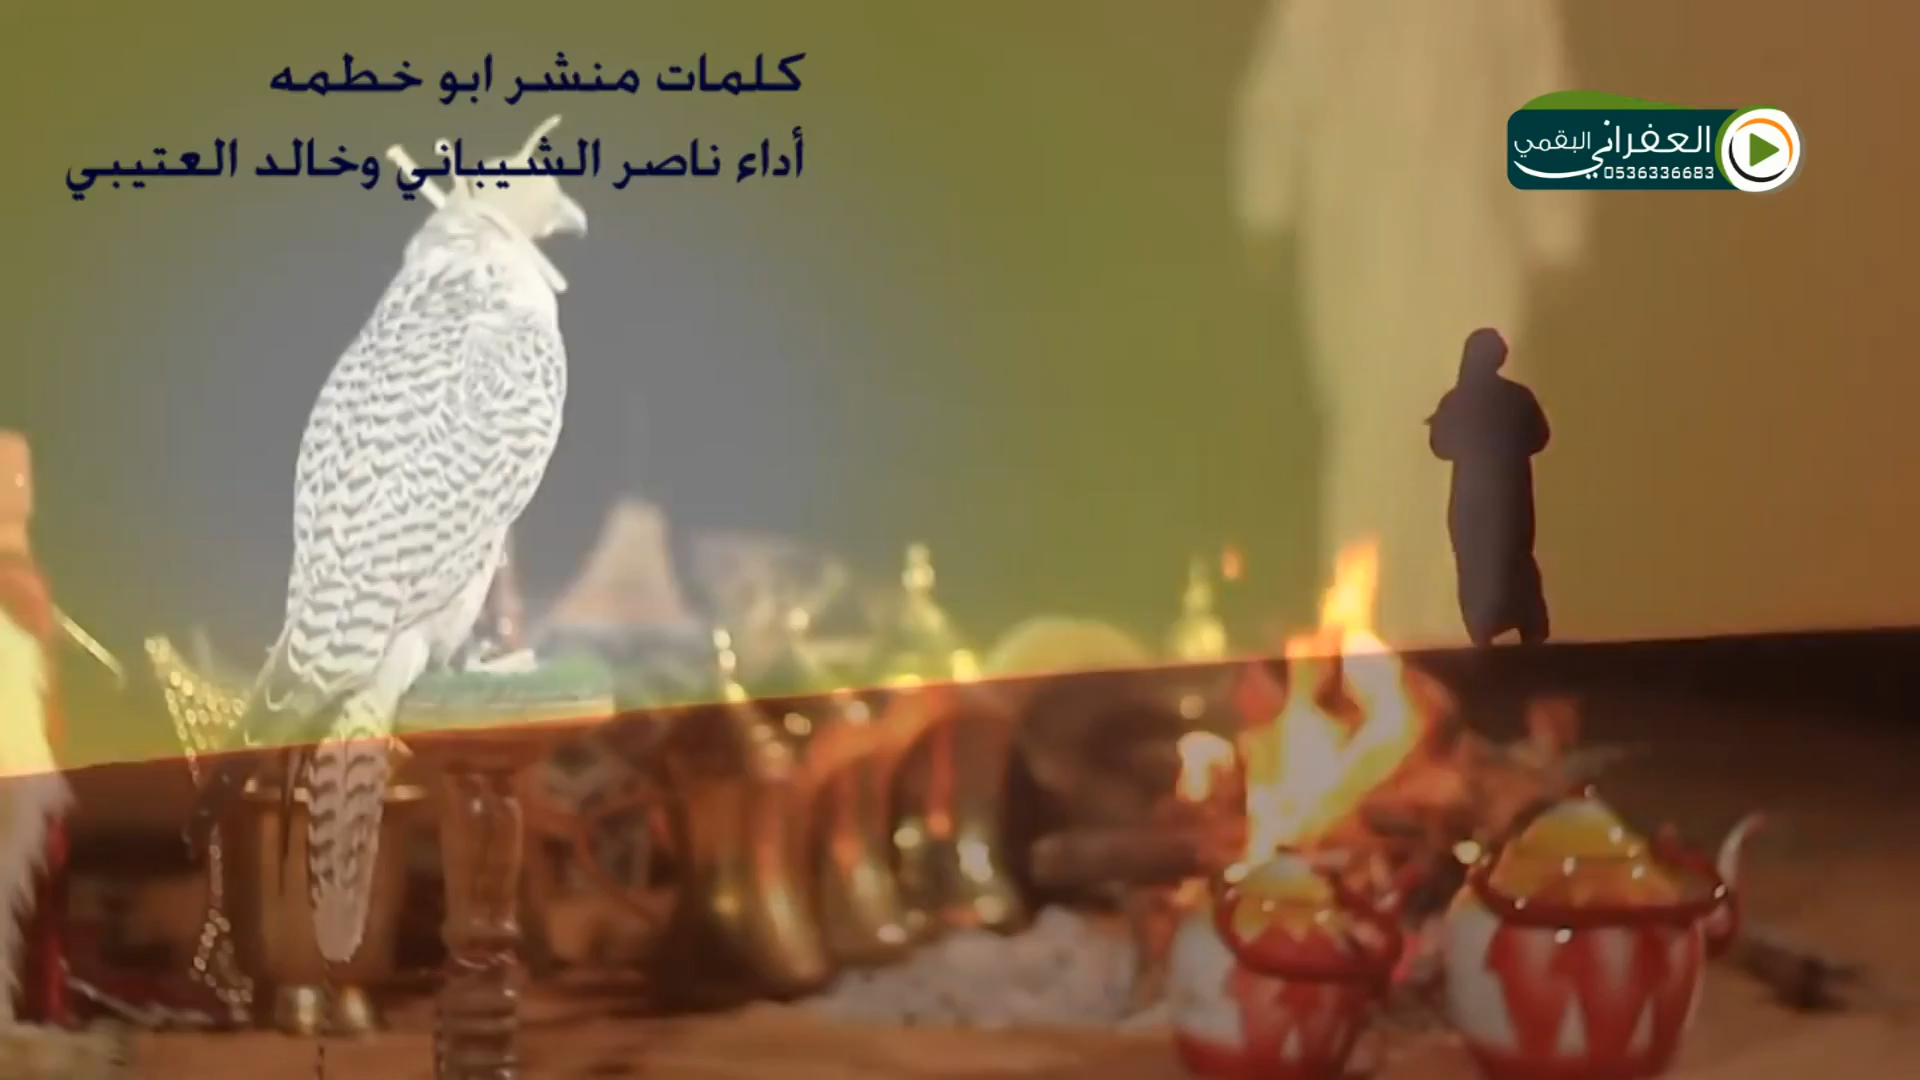 كلمات منشر ابو خطمه
أداء ناصر الشيباني وخالد العتيبي
العفراني البقمي
0536336683